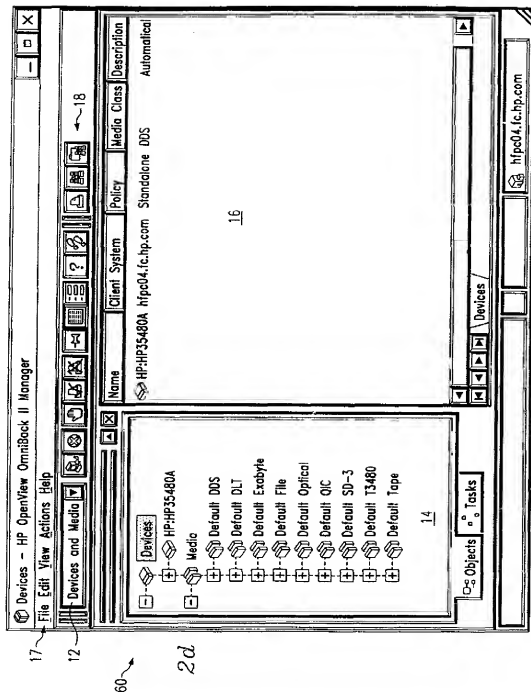 Devices – HP OpenView OmniBack II Manager
17
File Edit View Actions Help
12
Devices and Media
?
18
60
2d
Devices
HP:HP35480A
Media
Default DDS
Default DLT
Default Exabyte
Default File
Default Optical
Default QIC
Default SD-3
Default T3480
Default Tape
14
Objects
Tasks
Name
Client System
Policy
Media Class
Description
HP:HP35480A hfpc04.fc.hp.com Standalone DDS Automatical
16
Devices
hfpc04.fc.hp.com